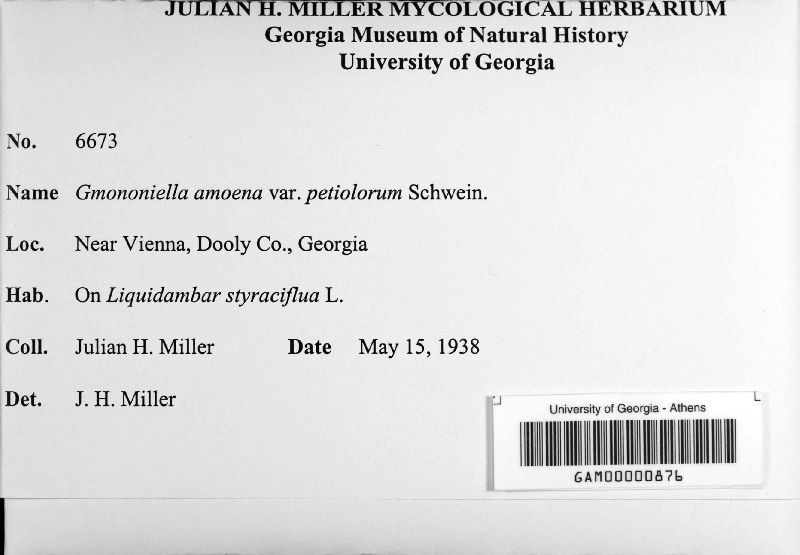 JULIAN H. MILLER MYCOLOGICAL HERBARIUM
Georgia Museum of Natural History
University of Georgia
No. 6673
Name Gmononiella amoena var. petiolorum Schwein.
Loc. Near Vienna, Dooly Co., Georgia
Hab. On Liquidambar styraciflua L.
Coll. Julian H. Miller Date May 15, 1938
Det. J. H. Miller
University of Georgia - Athens
GAM00000876